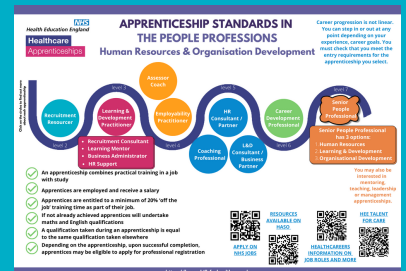 NHS
Health Education England
Healthcare
Apprenticeships
APPRENTICESHIP STANDARDS IN
THE PEOPLE PROFESSIONS
Human Resources & Organisation Development
Career progression is not linear.
You can step in or out at any
point depending on your
experience, career goals. You
must check that you meet the
entry requirements for the
apprenticeship you select.
level 2
level 3
level 5
level 6
level 7
Recruitment
Resourcer
Learning &
Development
Practitioner
Assessor
Coach
Employability
Practitioner
Coaching
Professional
HR
Consultant /
Partner
L&D
Consultant /
Business
Partner
Career
Development
Professional
Senior
People
Professional
Recruitment Consultant
Learning Mentor
Business Administrator
HR Support
Senior People Professional
has 3 options:
Human Resources
Learning & Development
Organisational Development
An apprenticeship combines practical training in a job
with study
Apprentices are employed and receive a salary
Apprentices are entitled to a minimum of 20% 'off the
job' training time as part of their job.
If not already achieved apprentices will undertake
maths and English qualifications
A qualification taken during an apprenticeship is equal
to the same qualification taken elsewhere
Depending on the apprenticeship, upon successful completion,
apprentices may be eligible to apply for professional registration
You may also be
interested in
mentoring,
teaching, leadership
or management
apprenticeships.
APPLY ON
NHS JOBS
RESOURCES
AVAILABLE ON
HASO
HEALTHCAREERS
INFORMATION ON
JOB ROLES AND MORE
HEE TALENT
FOR CARE